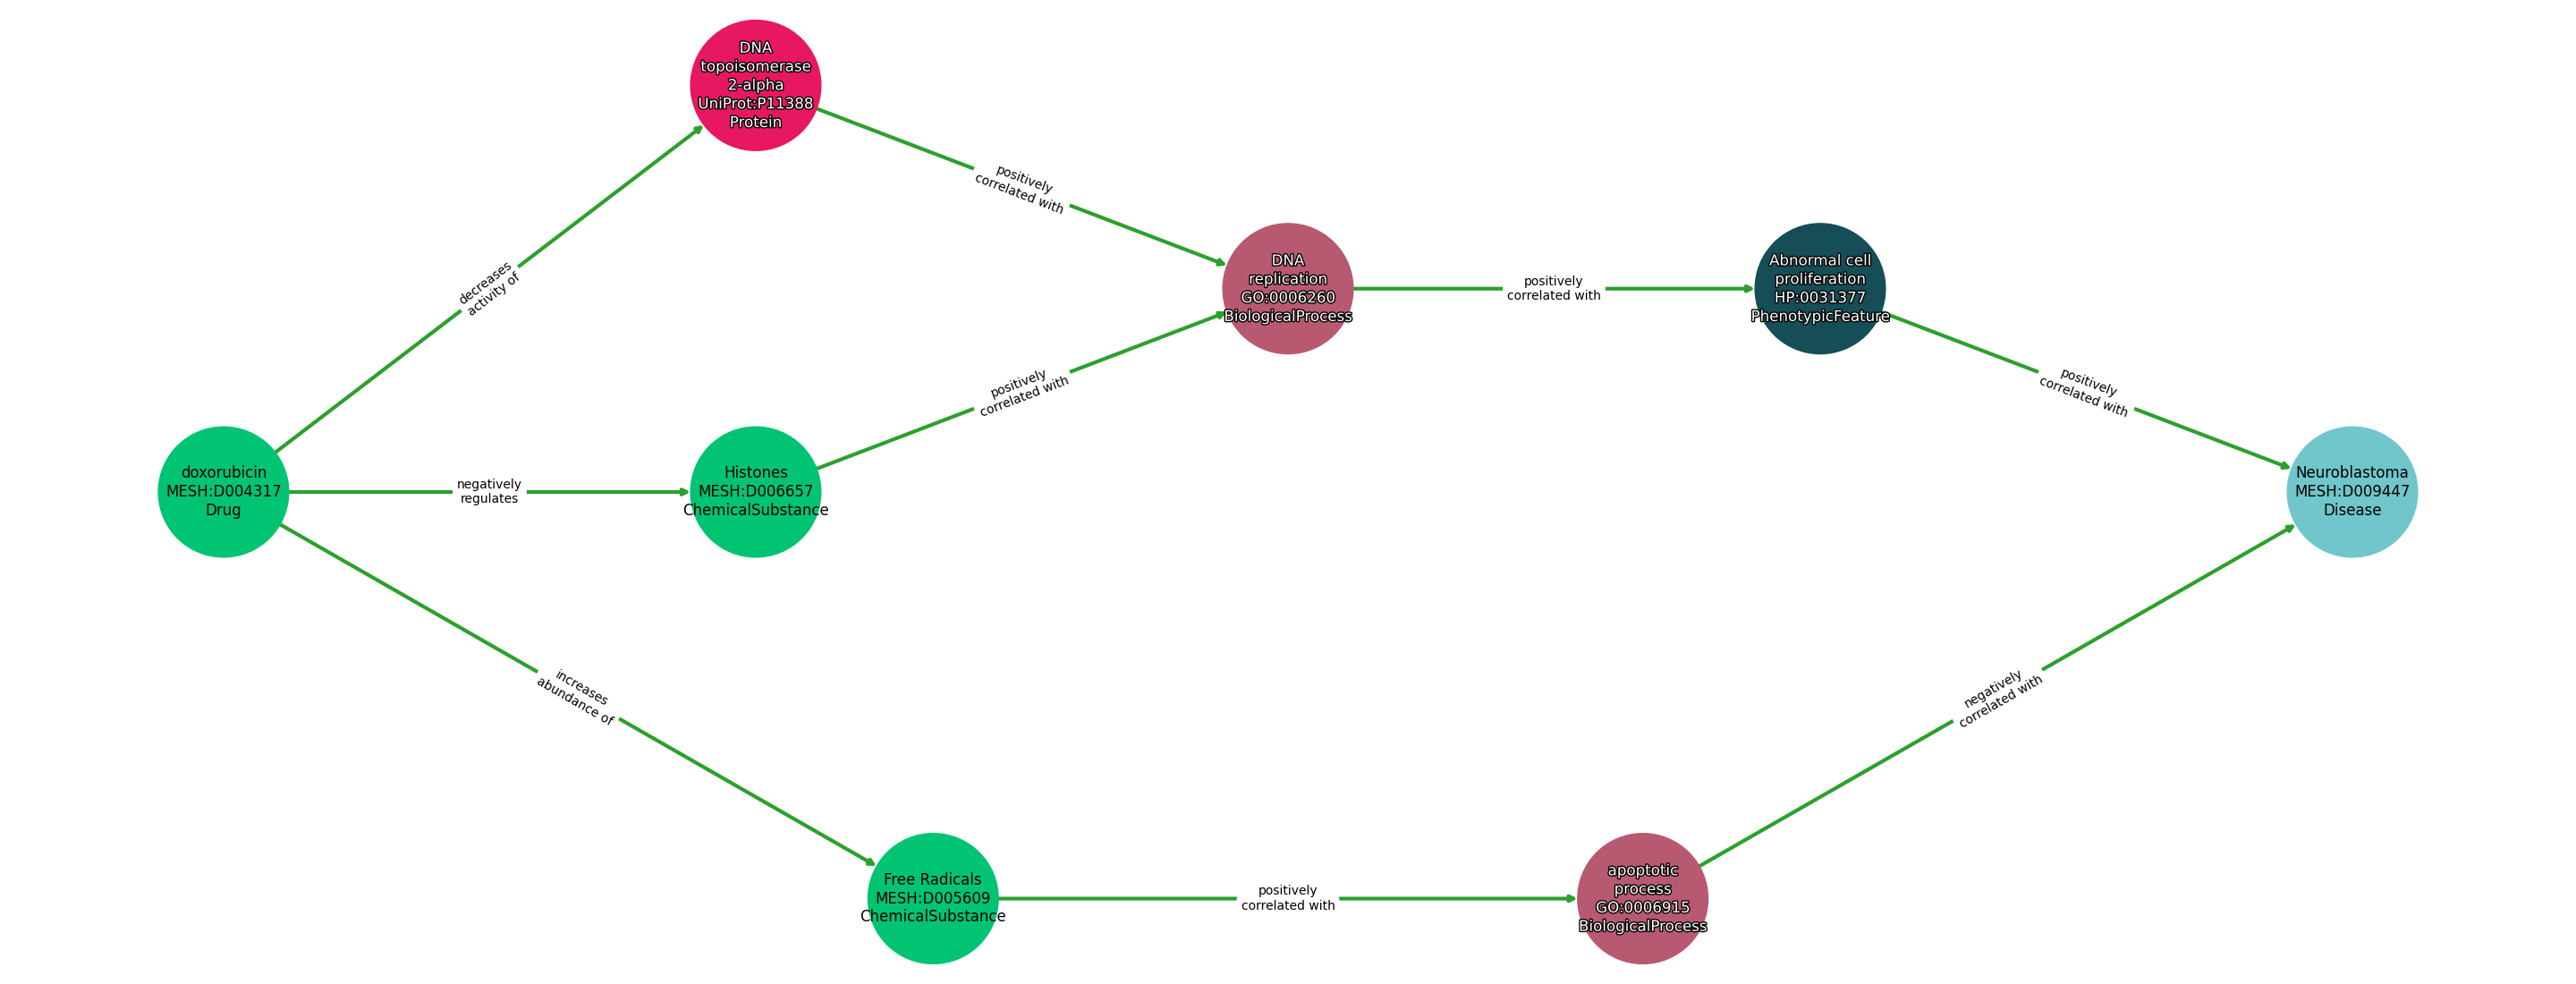 DNA
topoisomerase
2-alpha
UniProt:P11388
Protein
positively
correlated with
decreases
activity of
DNA
replication
GO:0006260
BiologicalProcess
positively
correlated with
Abnormal cell
proliferation
HP:0031377
PhenotypicFeature
positively
correlated with
positively
correlated with
doxorubicin
MESH:D004317
Drug
negatively
regulates
Histones
MESH:D006657
ChemicalSubstance
Neuroblastoma
MESH:D009447
Disease
increases
abundance of
negatively
correlated with
Free Radicals
MESH:D005609
ChemicalSubstance
positively
correlated with
apoptotic
process
GO:0006915
BiologicalProcess